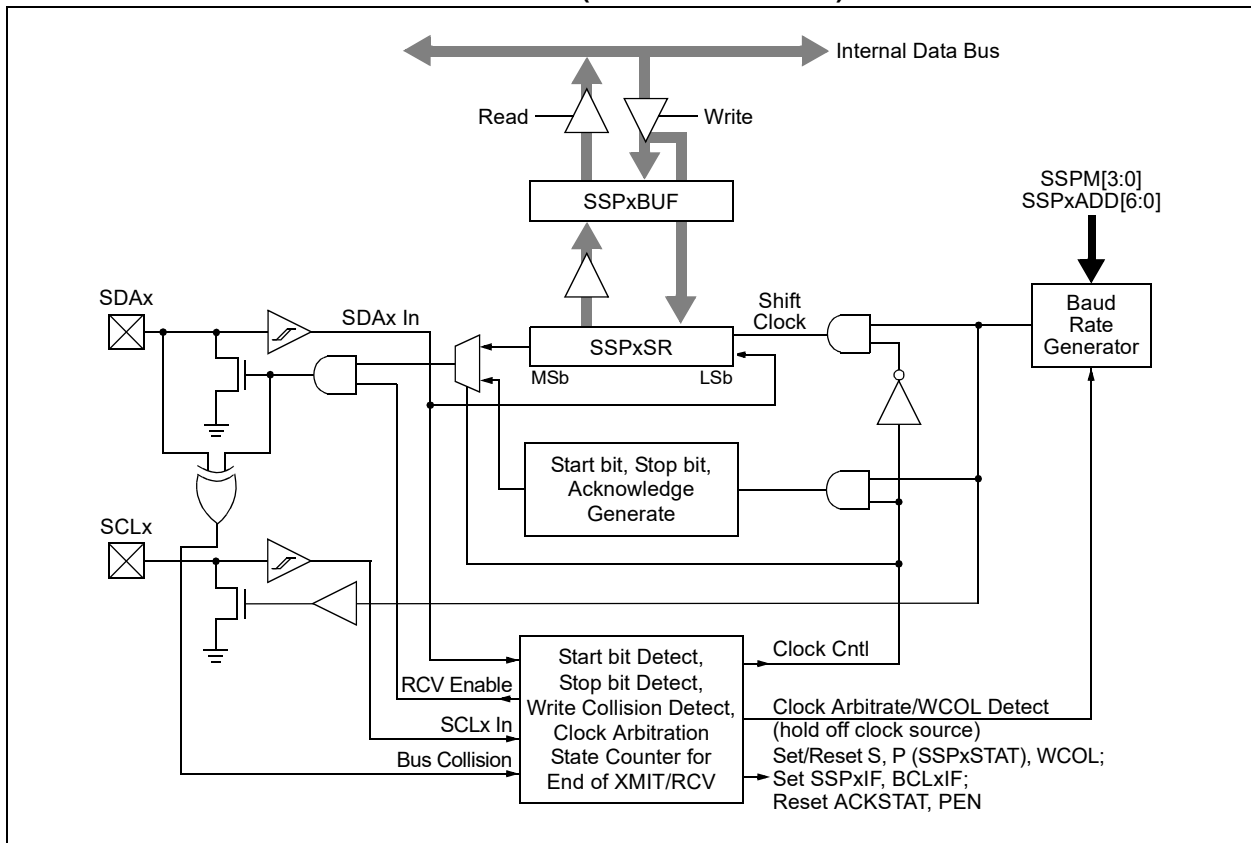 Internal Data Bus
Read
Write
SSPxBUF
SSPM[3:0]
SSPxADD[6:0]
SDAx
SDAx In
Shift
Clock
Baud
Rate
Generator
SSPxSR
MSb
LSb
Start bit, Stop bit,
Acknowledge
Generate
SCLx
Start bit Detect,
Stop bit Detect,
Write Collision Detect,
Clock Arbitration
State Counter for
End of XMIT/RCV
RCV Enable
SCLx In
Bus Collision
Clock Cntl
Clock Arbitrate/WCOL Detect
(hold off clock source)
Set/Reset S, P (SSPxSTAT), WCOL;
Set SSPxIF, BCLxIF;
Reset ACKSTAT, PEN